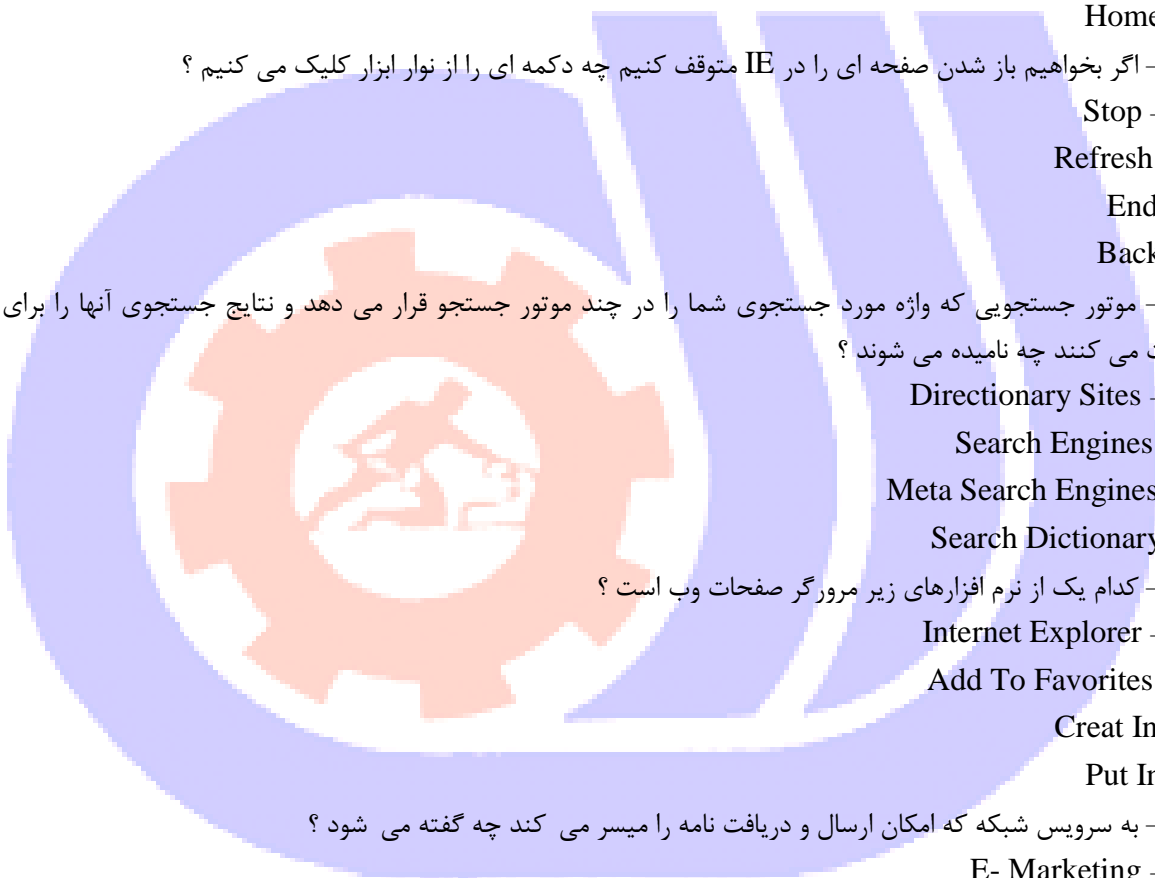 Home
- اگر بخواهیم باز شدن صفحه ای را در IE متوقف کنیم چه دکمه ای را از نوار ابزار کلیک می کنیم ؟
- Stop
Refresh
End
Back
- موتور جستجویی که واژه مورد جستجوی شما را در چند موتور جستجو قرار می دهد و نتایج جستجوی آنها را برای
می کنند چه نامیده می شوند ؟
- Directionary Sites
Search Engines
Meta Search Engines
Search Dictionary
- کدام یک از نرم افزارهای زیر مرورگر صفحات وب است ؟
- Internet Explorer
Add To Favorites
Creat In
Put In
- به سرویس شبکه که امکان ارسال و دریافت نامه را میسر می کند چه گفته می شود ؟
- E- Marketing